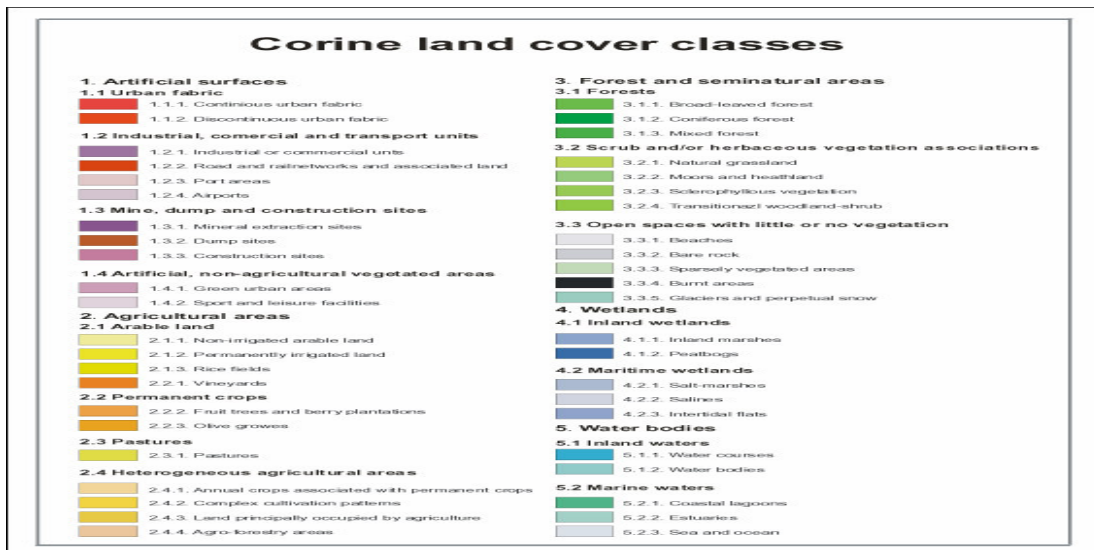 Corine land cover classes
1. Artificial surfaces
1.1 Urban fabric
1.1.1. Continious urban fabric
1.1.2. Discontinuous urban fabric
1.2 Industrial, comercial and transport units
1.2.1. Industrial or commercial units
1.2.2. Road and railnetworks and associated land
1.2.3. Port areas
1.2.4. Airports
1.3 Mine, dump and construction sites
1.3.1. Mineral extraction sites
1.3.2. Dump sites
1.3.3. Construction sites
1.4 Artificial, non-agricultural vegetated areas
1.4.1. Green urban areas
1.4.2. Sport and leisure facilities
2. Agricultural areas
2.1 Arable land
2.1.1. Non-irrigated arable land
2.1.2. Permanently irrigated land
2.1.3. Rice fields
2.2.1. Vineyards
2.2 Permanent crops
2.2.2. Fruit trees and berry plantations
2.2.3. Olive growes
2.3 Pastures
2.3.1. Pastures
2.4 Heterogeneous agricultural areas
2.4.1. Annual crops associated with permanent crops
2.4.2. Complex cultivation patterns
2.4.3. Land principally occupied by agriculture
2.4.4. Agro-forestry areas
3. Forest and seminatural areas
3.1 Forests
3.1.1. Broad-leaved forest
3.1.2. Coniferous forest
3.1.3. Mixed forest
3.2 Scrub and/or herbaceous vegetation associations
3.2.1. Natural grassland
3.2.2. Moors and heathland
3.2.3. Sclerophyllous vegetation
3.2.4. Transitionazl woodland-shrub
3.3 Open spaces with little or no vegetation
3.3.1. Beaches
3.3.2. Bare rock
3.3.3. Sparsely vegetated areas
3.3.4. Burnt areas
3.3.5. Glaciers and perpetual snow
4. Wetlands
4.1 Inland wetlands
4.1.1. Inland marshes
4.1.2. Peatbogs
4.2 Maritime wetlands
4.2.1. Salt-marshes
4.2.2. Salines
4.2.3. Intertidal flats
5. Water bodies
5.1 Inland waters
5.1.1. Water courses
5.1.2. Water bodies
5.2 Marine waters
5.2.1. Coastal lagoons
5.2.2. Estuaries
5.2.3. Sea and ocean